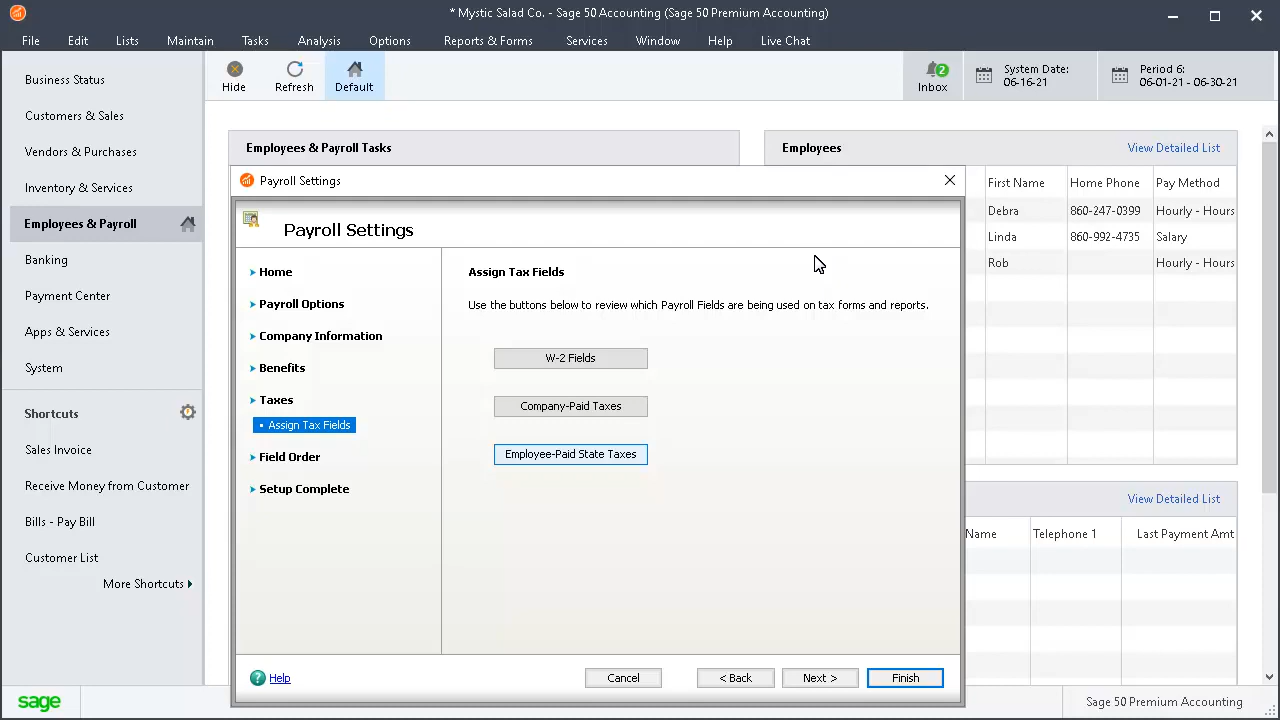 * Mystic Salad Co. - Sage 50 Accounting (Sage 50 Premium Accounting)
File Edit Lists Maintain Tasks Analysis Options Reports & Forms Services Window Help Live Chat
Business Status
Customers & Sales
Vendors & Purchases
Inventory & Services
Employees & Payroll
Banking
Payment Center
Apps & Services
System
Shortcuts
Sales Invoice
Receive Money from Customer
Bills - Pay Bill
Customer List
More Shortcuts
sage
Hide Refresh Default
2
Inbox
System Date:
06-16-21
Period 6:
06-01-21 - 06-30-21
Employees & Payroll Tasks
Employees View Detailed List
First Name Home Phone Pay Method
Debra 860-247-0399 Hourly - Hours
Linda 860-992-4735 Salary
Rob Hourly - Hours
View Detailed List
Name Telephone 1 Last Payment Amt
Payroll Settings
Payroll Settings
Home
Payroll Options
Company Information
Benefits
Taxes
Assign Tax Fields
Field Order
Setup Complete
Assign Tax Fields
Use the buttons below to review which Payroll Fields are being used on tax forms and reports.
W-2 Fields
Company-Paid Taxes
Employee-Paid State Taxes
? Help
Cancel < Back Next > Finish
Sage 50 Premium Accounting